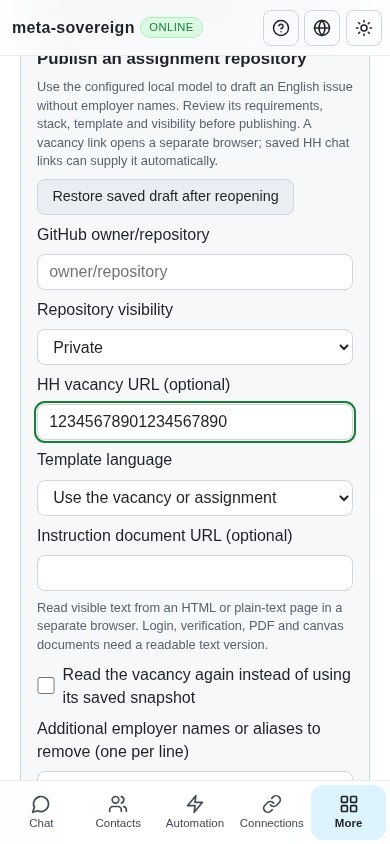 meta-sovereign ONLINE
Publish an assignment repository
Use the configured local model to draft an English issue
without employer names. Review its requirements,
stack, template and visibility before publishing. A
vacancy link opens a separate browser; saved HH chat
links can supply it automatically.
Restore saved draft after reopening
GitHub owner/repository
owner/repository
Repository visibility
Private
HH vacancy URL (optional)
12345678901234567890
Template language
Use the vacancy or assignment
Instruction document URL (optional)
Read visible text from an HTML or plain-text page in a
separate browser. Login, verification, PDF and canvas
documents need a readable text version.
Read the vacancy again instead of using
its saved snapshot
Additional employer names or aliases to
remove (one per line)
Chat Contacts Automation Connections More